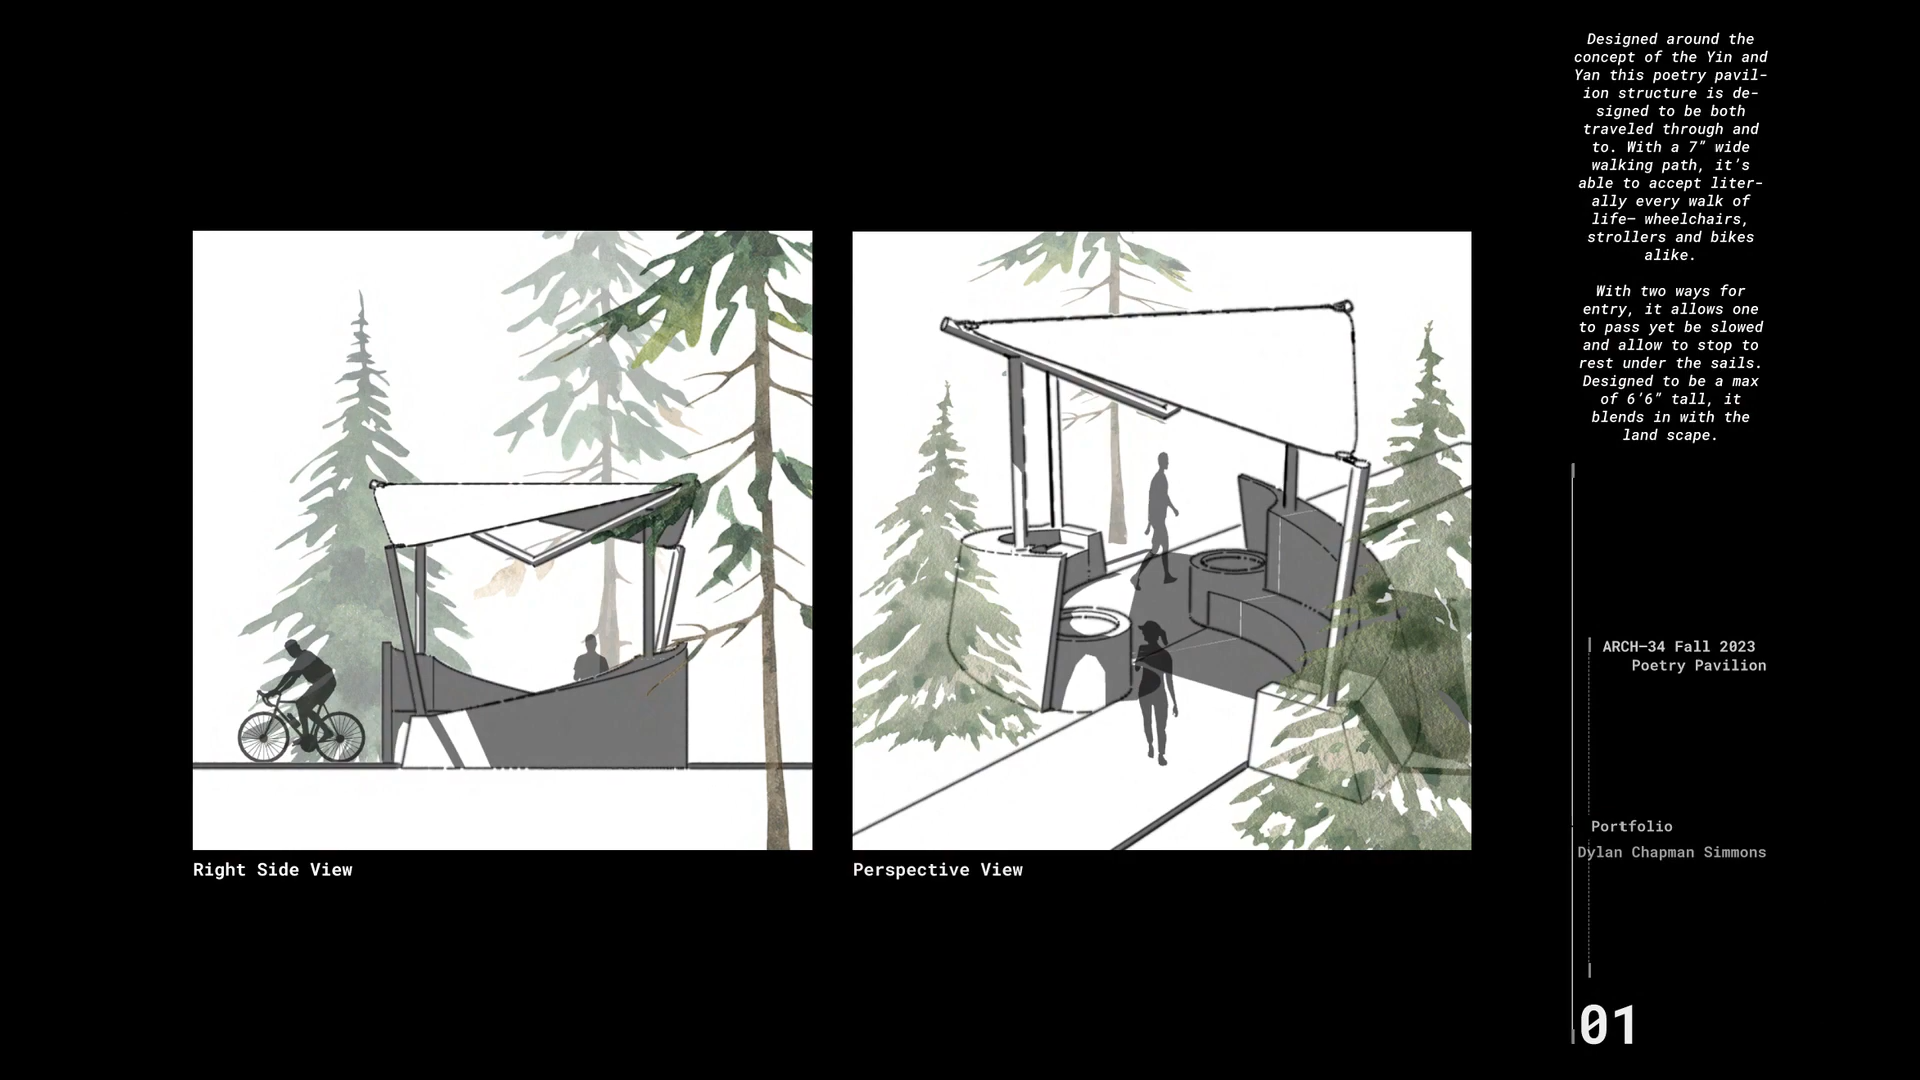 Designed around the
concept of the Yin and
Yan this poetry pavil-
ion structure is de-
signed to be both
traveled through and
to. With a 7” wide
walking path, it’s
able to accept liter-
ally every walk of
life— wheelchairs,
strollers and bikes
alike.
With two ways for
entry, it allows one
to pass yet be slowed
and allow to stop to
rest under the sails.
Designed to be a max
of 6’6” tall, it
blends in with the
land scape.
Right Side View
Perspective View
ARCH—34 Fall 2023
Poetry Pavilion
Portfolio
Dylan Chapman Simmons
01